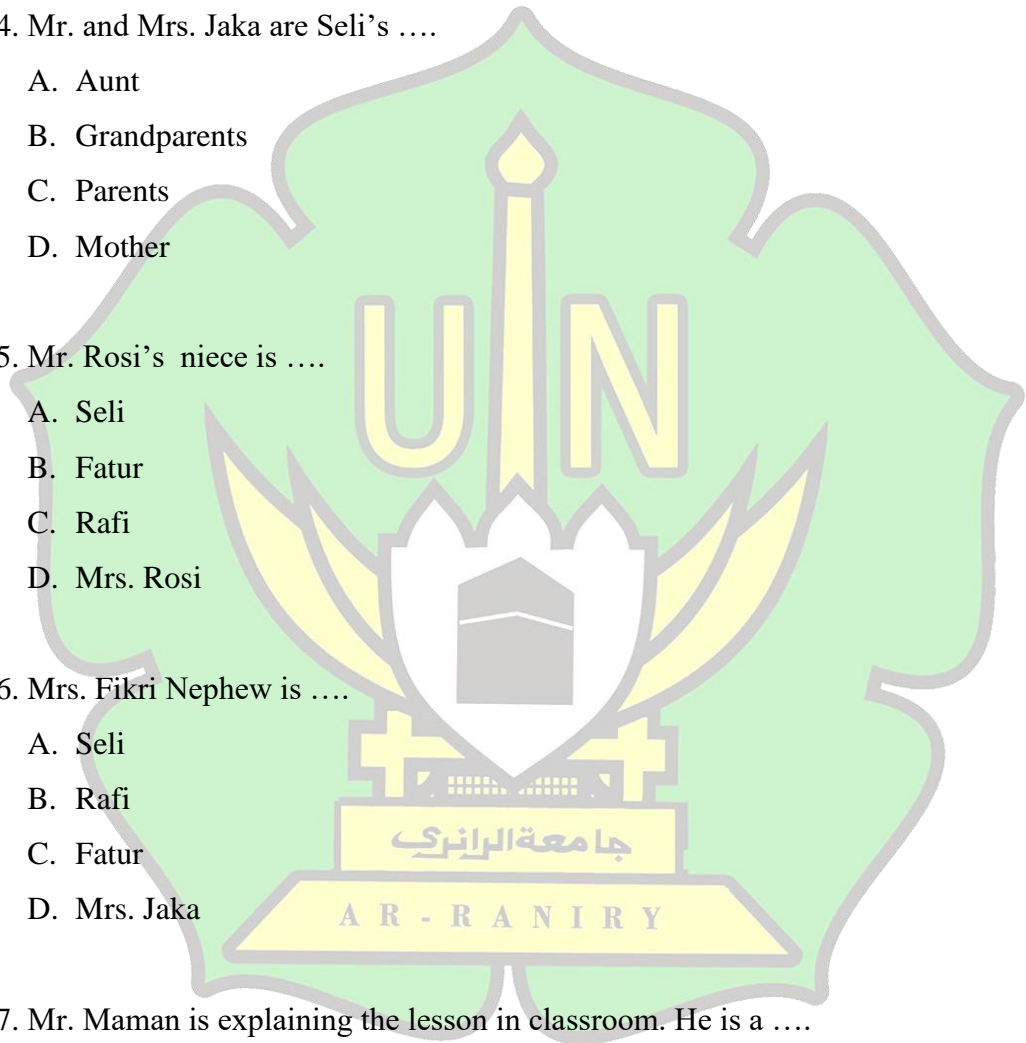 4. Mr. and Mrs. Jaka are Seli’s ….
A. Aunt
B. Grandparents
C. Parents
D. Mother
5. Mr. Rosi’s  niece is ….
A. Seli
B. Fatur
C. Rafi
D. Mrs. Rosi
6. Mrs. Fikri Nephew is ….
A. Seli
B. Rafi
C. Fatur
D. Mrs. Jaka
7. Mr. Maman is explaining the lesson in classroom. He is a ….
UIN
جامعةالرانري
AR-RANIRY